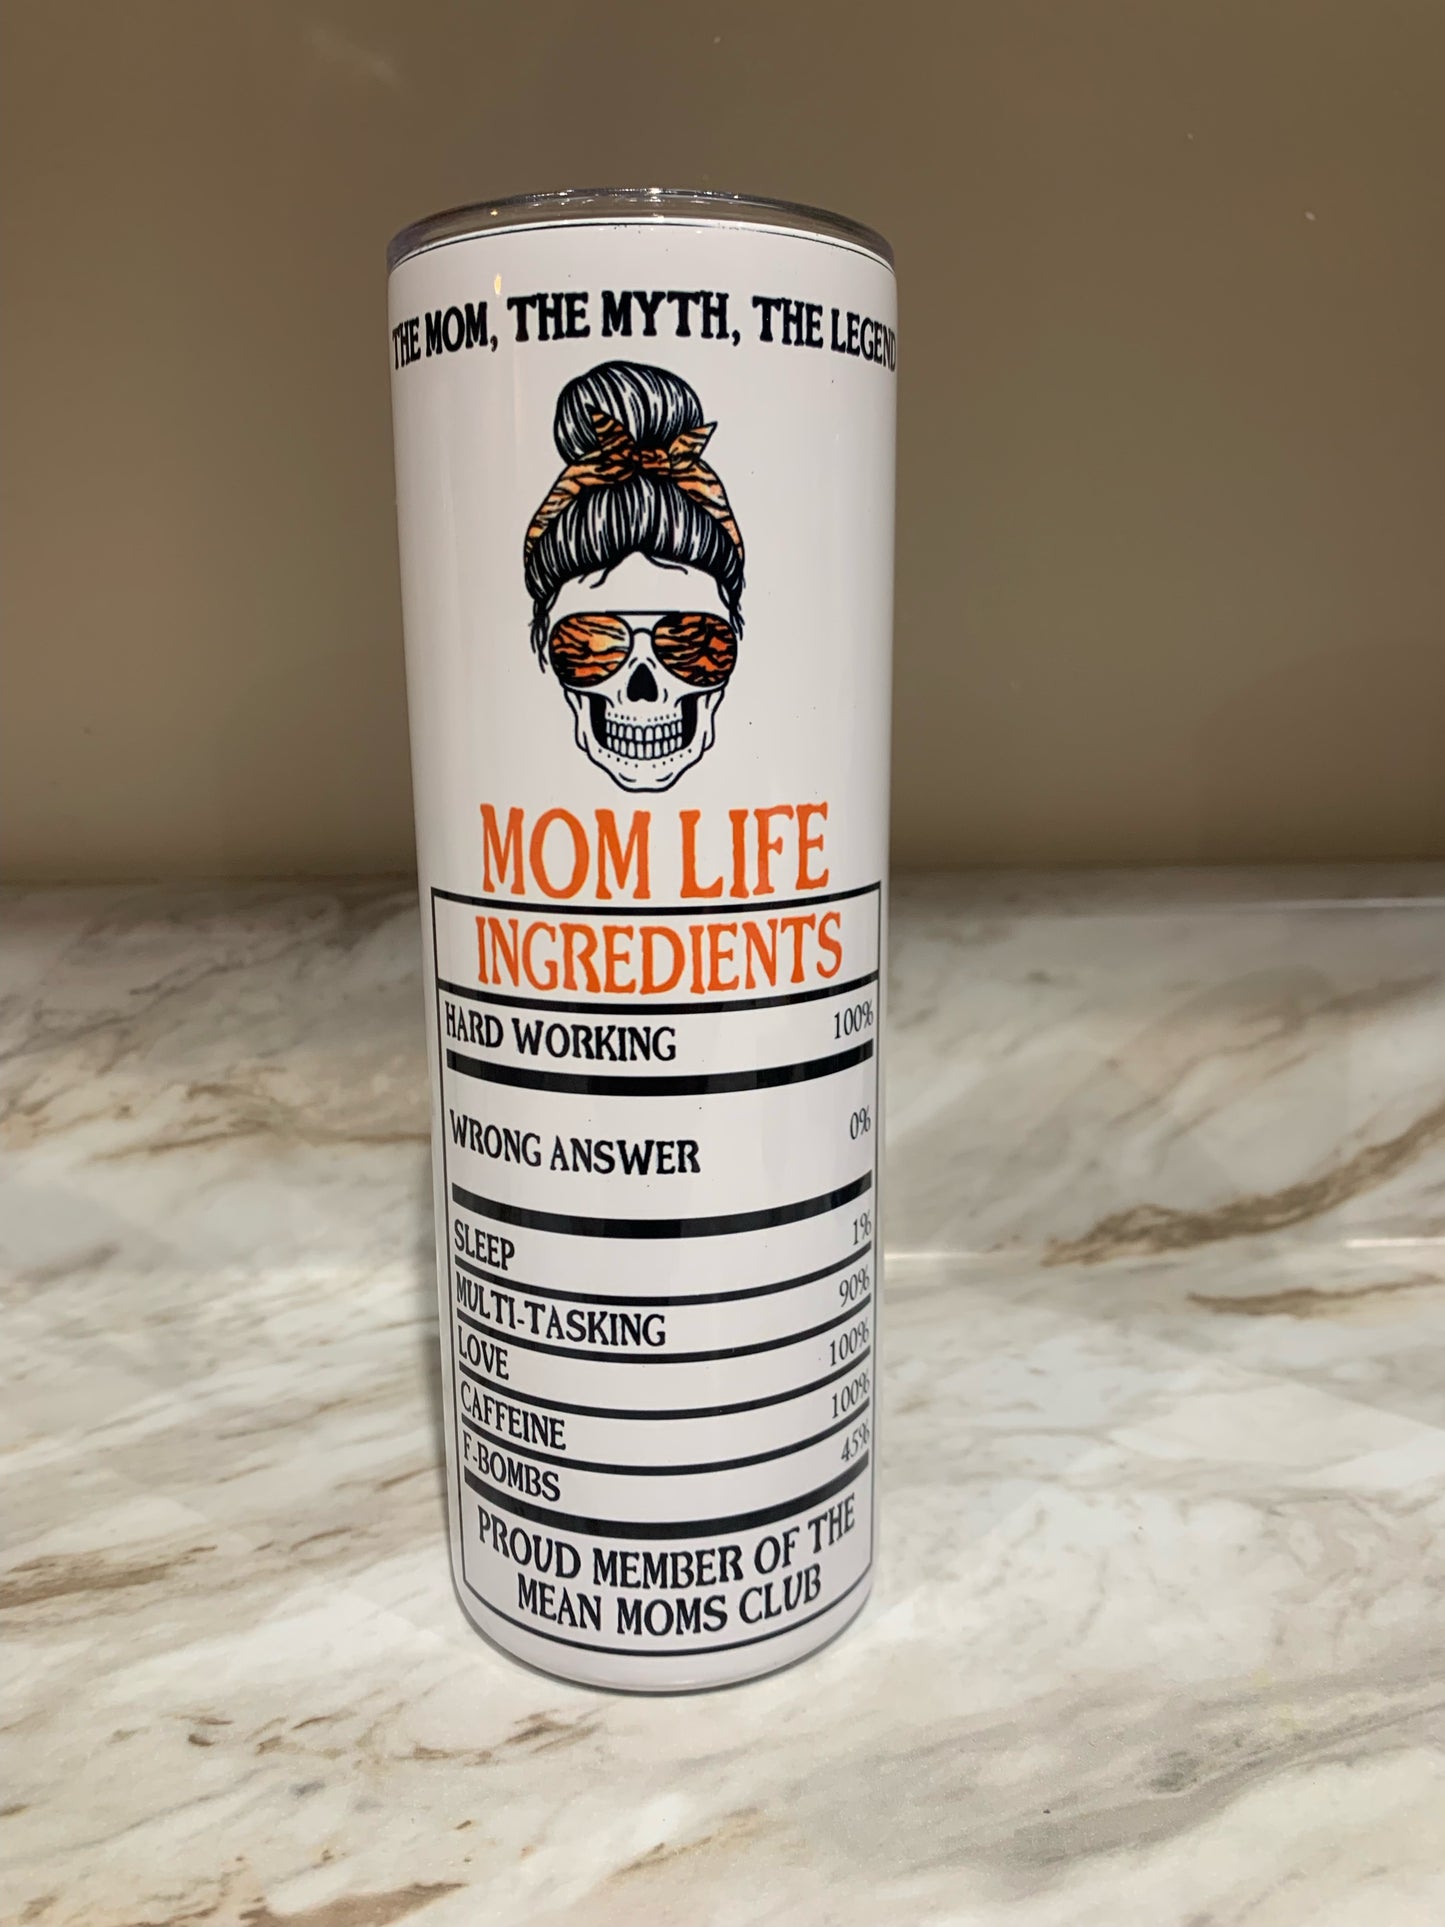 THE MOM, THE MYTH, THE LEGEND
MOM LIFE
INGREDIENTS
HARD WORKING 100%
WRONG ANSWER 0%
SLEEP 1%
MULTI-TASKING 90%
LOVE 100%
CAFFEINE 100%
F-BOMBS 45%
PROUD MEMBER OF THE
MEAN MOMS CLUB